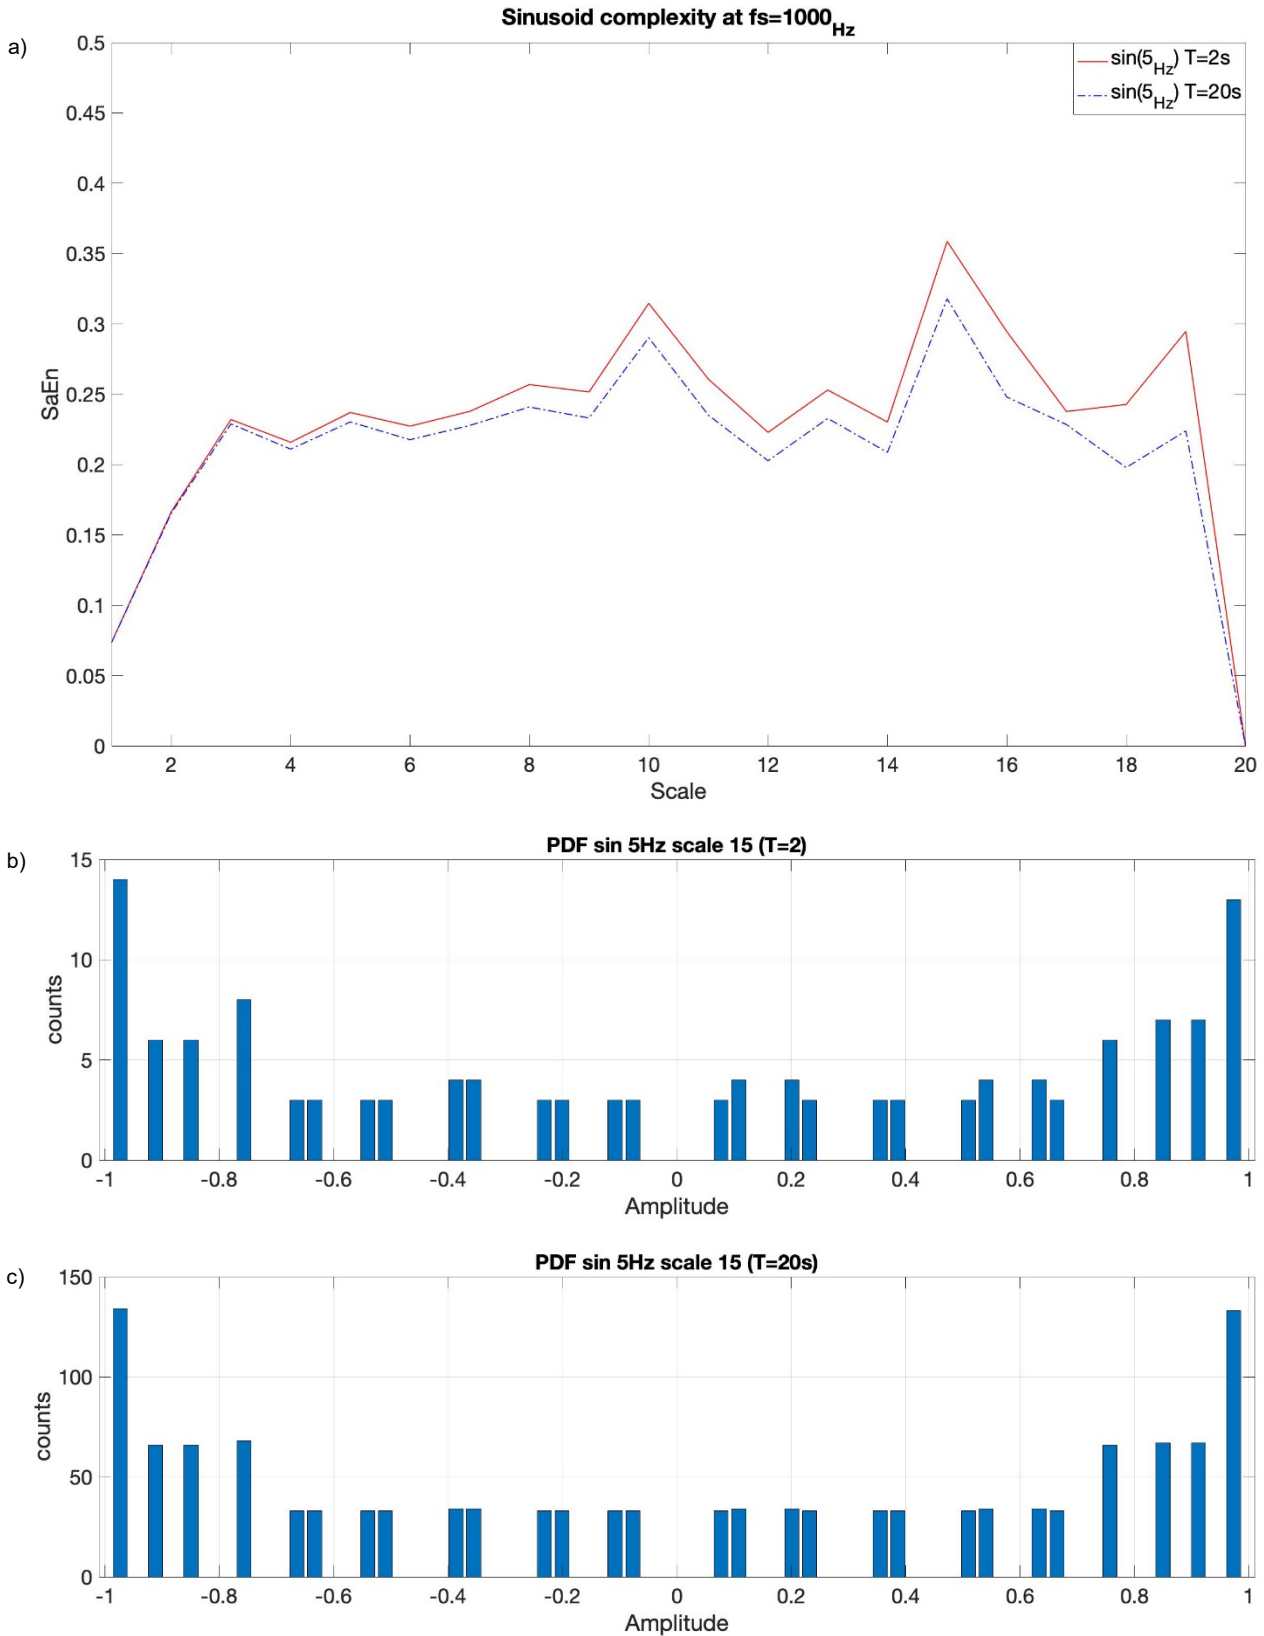 Sinusoid complexity at fs=1000Hz
a)
0.5
sin(5Hz) T=2s
sin(5Hz) T=20s
0.45
0.4
0.35
0.3
0.25
SaEn
0.2
0.15
0.1
0.05
0
2 4 6 8 10 12 14 16 18 20
Scale
b)
PDF sin 5Hz scale 15 (T=2)
15
10
counts
5
0
-1 -0.8 -0.6 -0.4 -0.2 0 0.2 0.4 0.6 0.8 1
Amplitude
c)
PDF sin 5Hz scale 15 (T=20s)
150
100
counts
50
0
-1 -0.8 -0.6 -0.4 -0.2 0 0.2 0.4 0.6 0.8 1
Amplitude